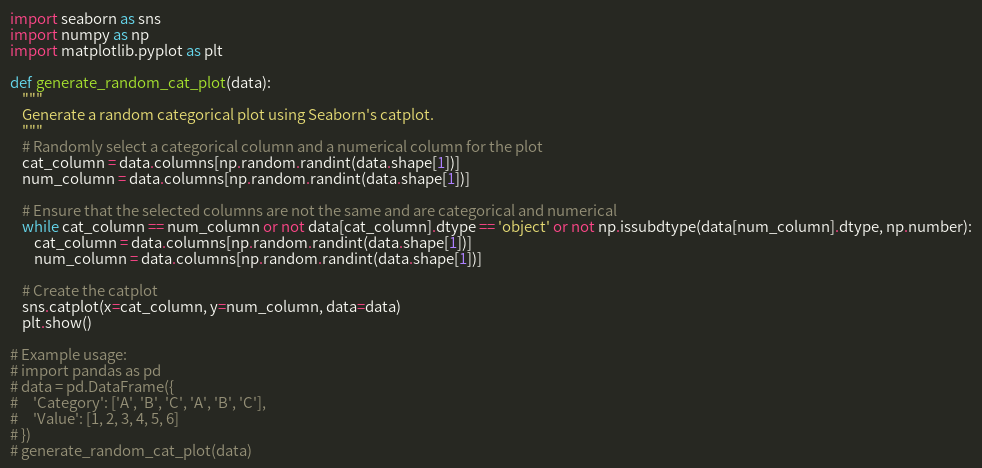 import seaborn as sns
import numpy as np
import matplotlib.pyplot as plt

def generate_random_cat_plot(data):
    """
    Generate a random categorical plot using Seaborn's catplot.
    """
    # Randomly select a categorical column and a numerical column for the plot
    cat_column = data.columns[np.random.randint(data.shape[1])]
    num_column = data.columns[np.random.randint(data.shape[1])]

    # Ensure that the selected columns are not the same and are categorical and numerical
    while cat_column == num_column or not data[cat_column].dtype == 'object' or not np.issubdtype(data[num_column].dtype, np.number):
        cat_column = data.columns[np.random.randint(data.shape[1])]
        num_column = data.columns[np.random.randint(data.shape[1])]

    # Create the catplot
    sns.catplot(x=cat_column, y=num_column, data=data)
    plt.show()

# Example usage:
# import pandas as pd
# data = pd.DataFrame({
#     'Category': ['A', 'B', 'C', 'A', 'B', 'C'],
#     'Value': [1, 2, 3, 4, 5, 6]
# })
# generate_random_cat_plot(data)